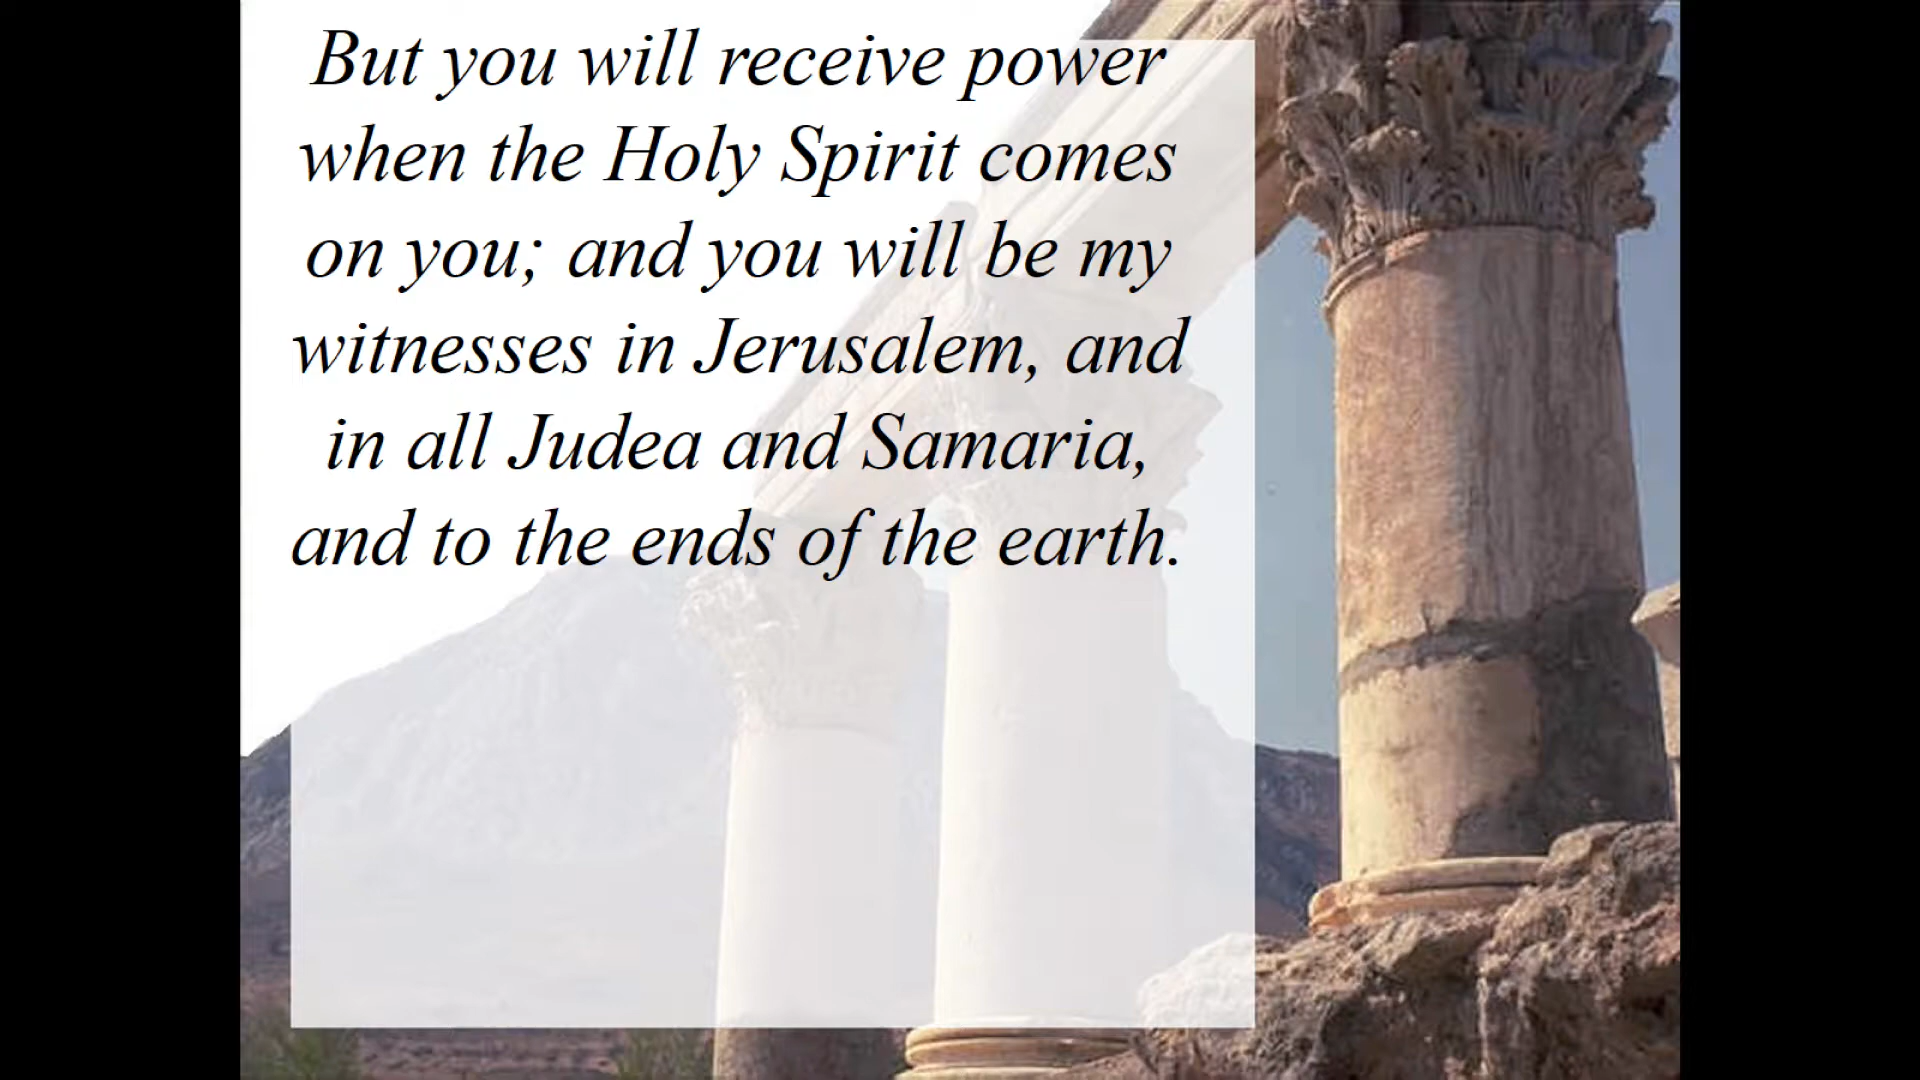 But you will receive power
when the Holy Spirit comes
on you; and you will be my
witnesses in Jerusalem, and
in all Judea and Samaria,
and to the ends of the earth.